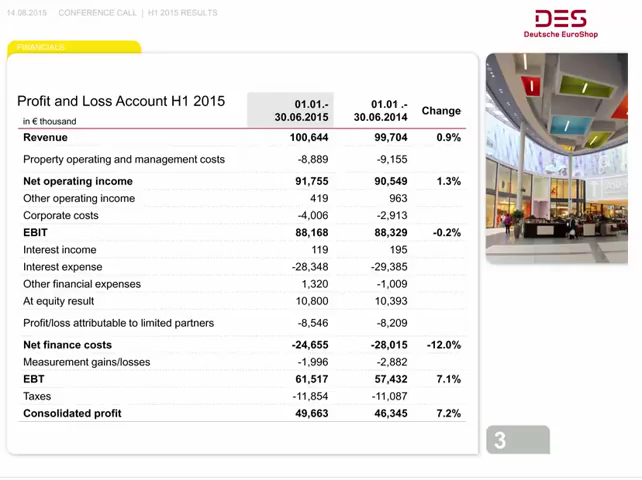 14.08.2015 CONFERENCE CALL | H1 2015 RESULTS
DES
Deutsche EuroShop
FINANCIALS
Profit and Loss Account H1 2015
in € thousand
01.01.-
30.06.2015
01.01 .-
30.06.2014
Change
Revenue 100,644 99,704 0.9%
Property operating and management costs -8,889 -9,155
Net operating income 91,755 90,549 1.3%
Other operating income 419 963
Corporate costs -4,006 -2,913
EBIT 88,168 88,329 -0.2%
Interest income 119 195
Interest expense -28,348 -29,385
Other financial expenses 1,320 -1,009
At equity result 10,800 10,393
Profit/loss attributable to limited partners -8,546 -8,209
Net finance costs -24,655 -28,015 -12.0%
Measurement gains/losses -1,996 -2,882
EBT 61,517 57,432 7.1%
Taxes -11,854 -11,087
Consolidated profit 49,663 46,345 7.2%
3